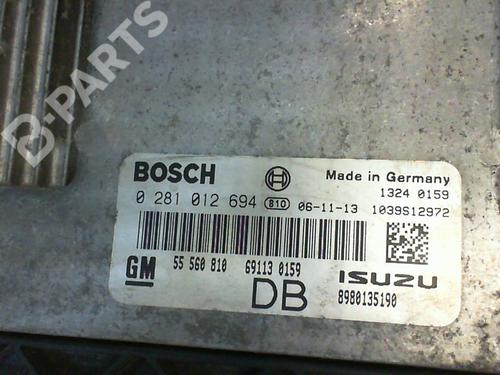 B-PARTS
BOSCH Made in Germany
0 281 012 694 810 06-11-13 1324 0159
1039S12972
GM 55 560 810 69113 0159 ISUZU
DB 8980135190